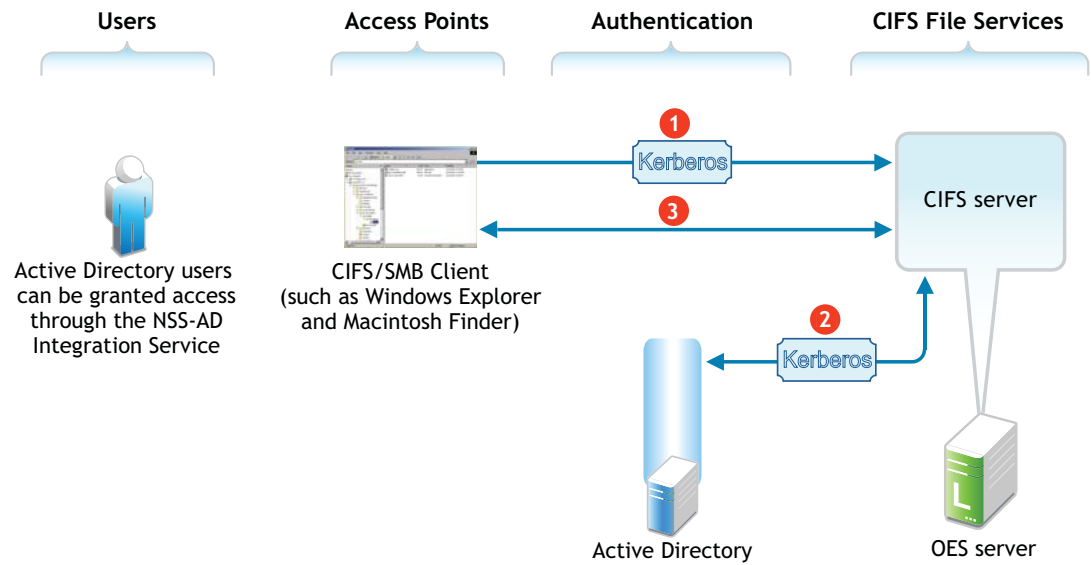 Users
Access Points
Authentication
CIFS File Services
1
Kerberos
3
CIFS server
Active Directory users
can be granted access
through the NSS-AD
Integration Service
CIFS/SMB Client
(such as Windows Explorer
and Macintosh Finder)
2
Kerberos
L
Active Directory
OES server